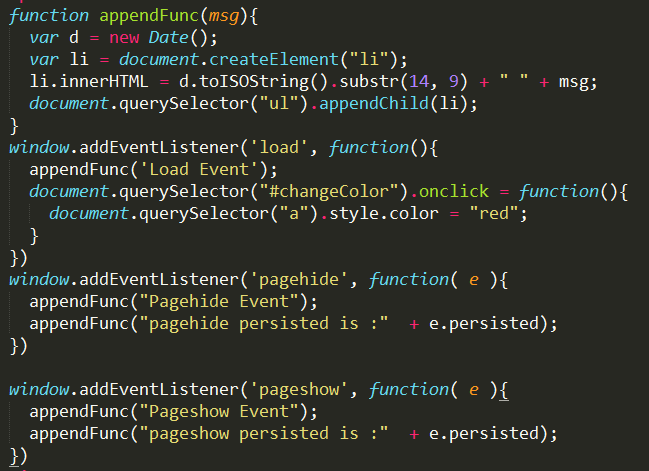 function appendFunc(msg){
  var d = new Date();
  var li = document.createElement("li");
  li.innerHTML = d.toISOString().substr(14, 9) + " " + msg;
  document.querySelector("ul").appendChild(li);
}
window.addEventListener('load', function(){
  appendFunc('Load Event');
  document.querySelector("#changeColor").onclick = function(){
    document.querySelector("a").style.color = "red";
  }
})
window.addEventListener('pagehide', function( e ){
  appendFunc("Pagehide Event");
  appendFunc("pagehide persisted is :"  + e.persisted);
})

window.addEventListener('pageshow', function( e ){
  appendFunc("Pageshow Event");
  appendFunc("pageshow persisted is :"  + e.persisted);
})